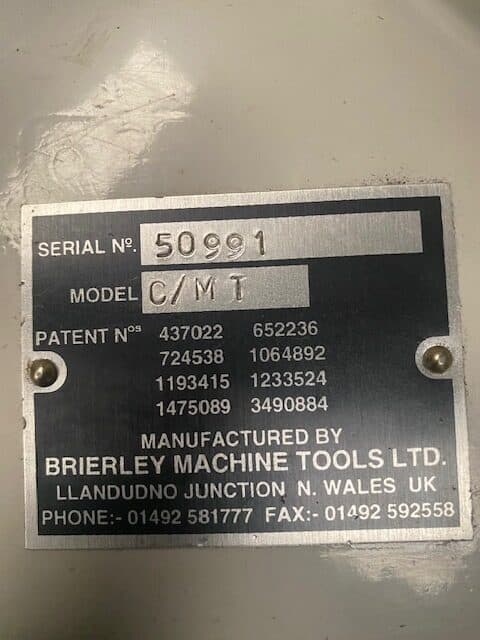 SERIAL Nº. 50991
MODEL C/MT
PATENT Nºˢ 437022 652236
724538 1064892
1193415 1233524
1475089 3490884
MANUFACTURED BY
BRIERLEY MACHINE TOOLS LTD.
LLANDUDNO JUNCTION N. WALES UK
PHONE:- 01492 581777 FAX:- 01492 592558